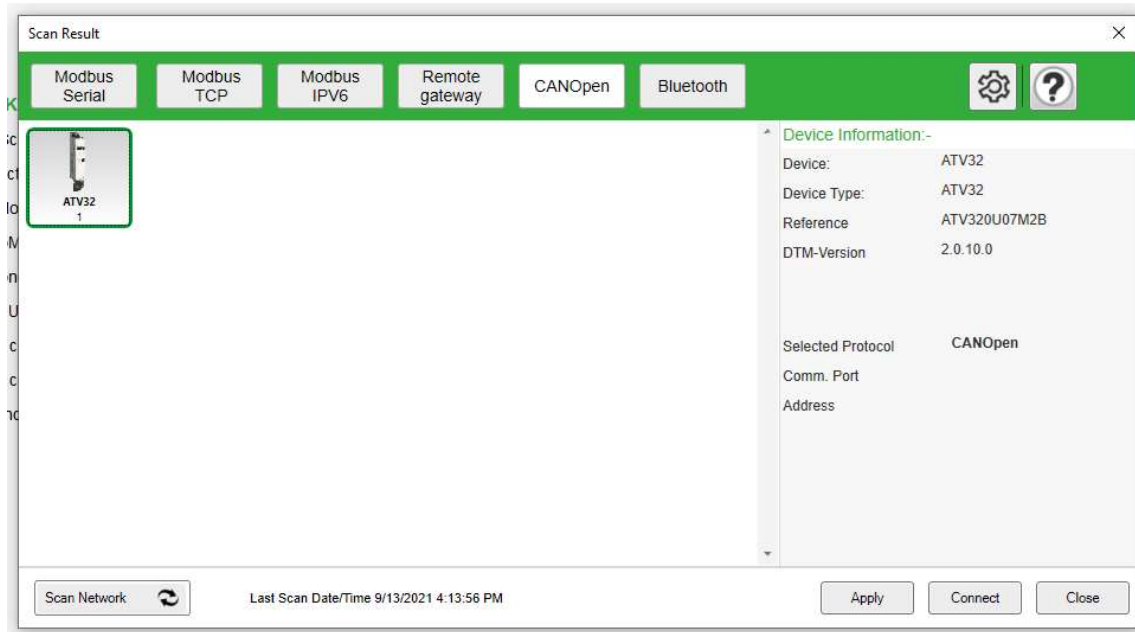 Scan Result
Modbus Serial
Modbus TCP
Modbus IPV6
Remote gateway
CANOpen
Bluetooth
?
ATV32
1
Device Information:-
Device: ATV32
Device Type: ATV32
Reference ATV320U07M2B
DTM-Version 2.0.10.0
Selected Protocol CANOpen
Comm. Port
Address
Scan Network
Last Scan Date/Time 9/13/2021 4:13:56 PM
Apply
Connect
Close